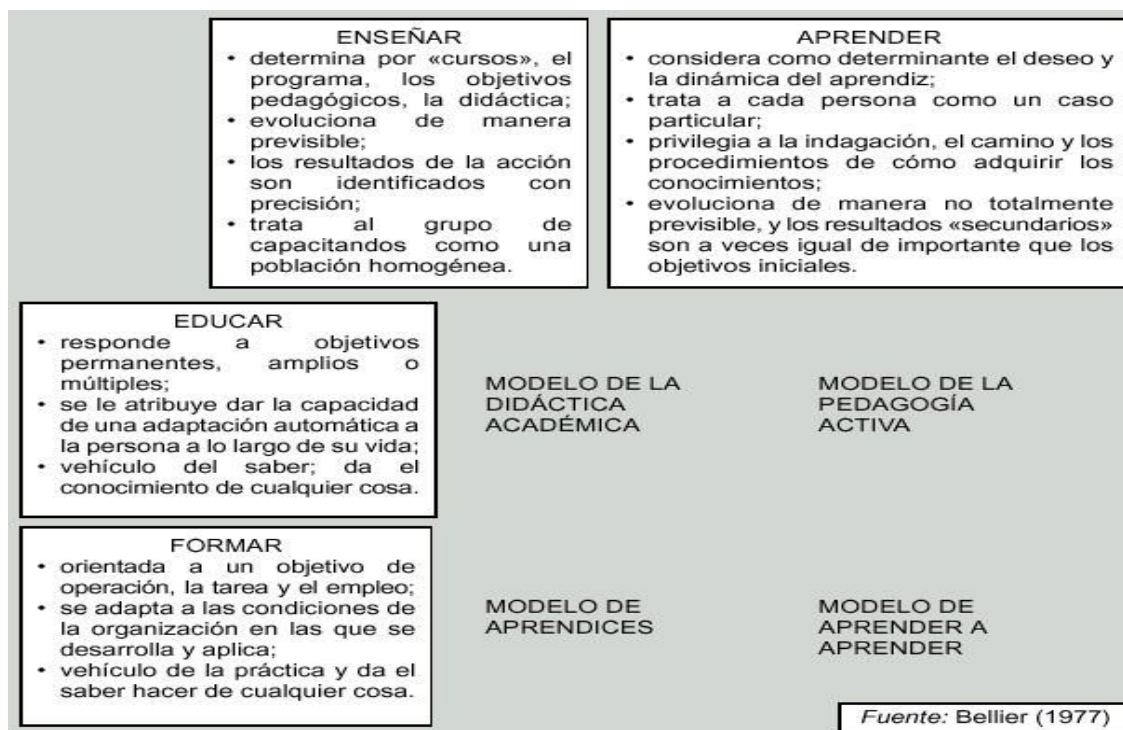 ENSEÑAR
• determina por «cursos», el
programa, los objetivos
pedagógicos, la didáctica;
• evoluciona de manera
previsible;
• los resultados de la acción
son identificados con
precisión;
• trata al grupo de
capacitandos como una
población homogénea.
APRENDER
• considera como determinante el deseo y
la dinámica del aprendiz;
• trata a cada persona como un caso
particular;
• privilegia a la indagación, el camino y los
procedimientos de cómo adquirir los
conocimientos;
• evoluciona de manera no totalmente
previsible, y los resultados «secundarios»
son a veces igual de importante que los
objetivos iniciales.
EDUCAR
• responde a objetivos
permanentes, amplios o
múltiples;
• se le atribuye dar la capacidad
de una adaptación automática a
la persona a lo largo de su vida;
• vehículo del saber; da el
conocimiento de cualquier cosa.
MODELO DE LA
DIDÁCTICA
ACADÉMICA
MODELO DE LA
PEDAGOGÍA
ACTIVA
FORMAR
• orientada a un objetivo de
operación, la tarea y el empleo;
• se adapta a las condiciones de
la organización en las que se
desarrolla y aplica;
• vehículo de la práctica y da el
saber hacer de cualquier cosa.
MODELO DE
APRENDICES
MODELO DE
APRENDER A
APRENDER
Fuente: Bellier (1977)